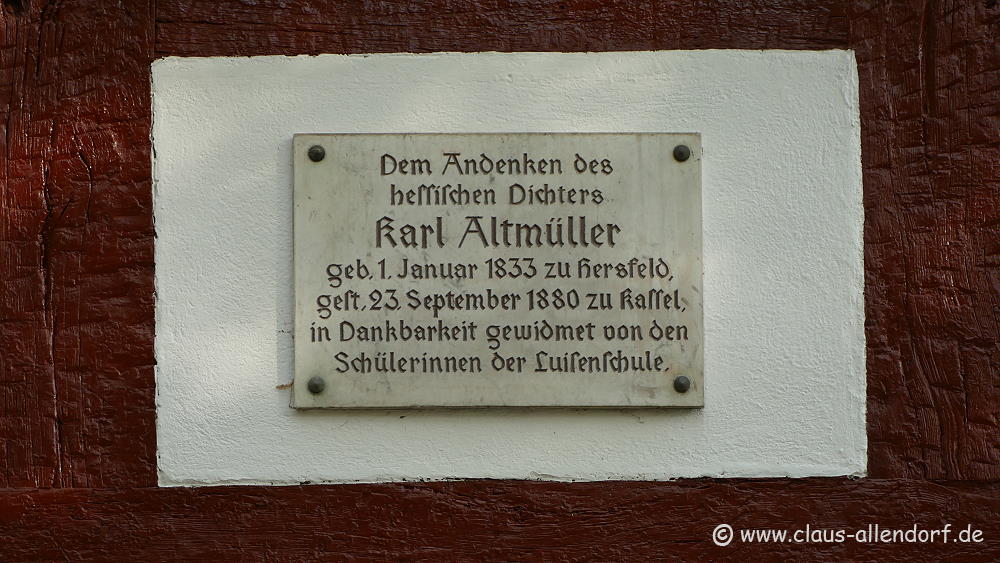 Dem Andenken des
heſſiſchen Dichters
Karl Altmüller
geb. 1. Januar 1833 zu Hersfeld,
geſt. 23. September 1880 zu Kaſſel,
in Dankbarkeit gewidmet von den
Schülerinnen der Luiſenſchule.
© www.claus-allendorf.de